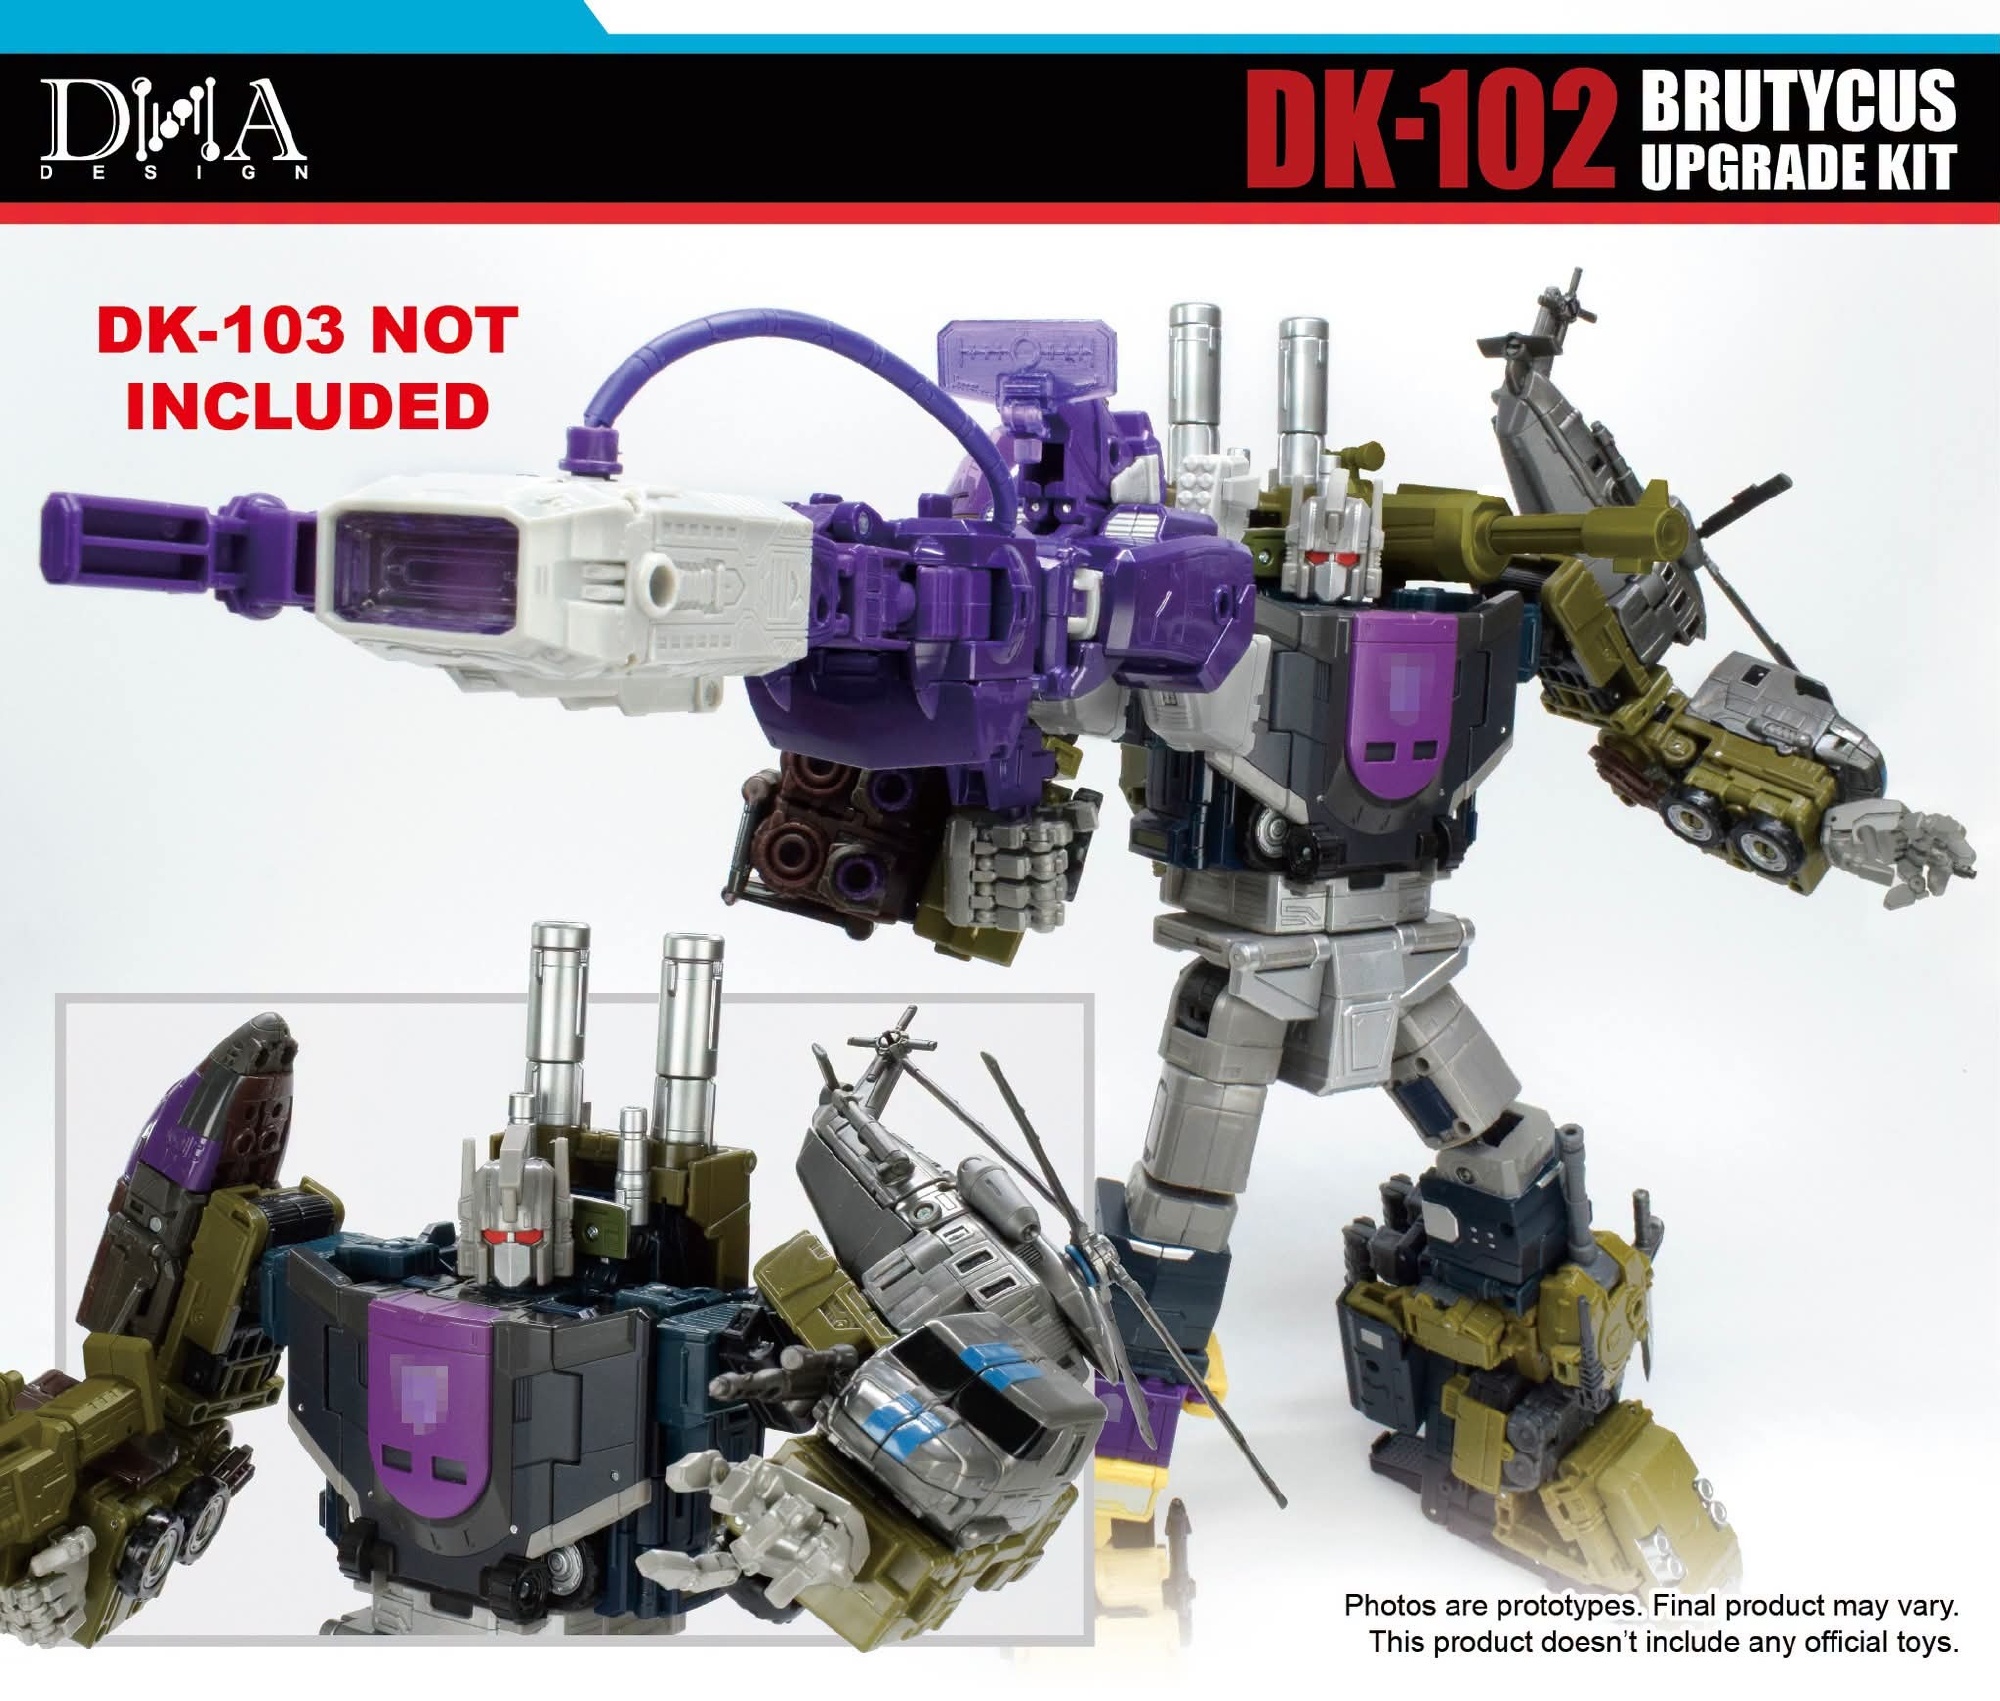 DNA
DESIGN
DK-102 BRUTYCUS
UPGRADE KIT
DK-103 NOT
INCLUDED
Photos are prototypes. Final product may vary.
This product doesn't include any official toys.